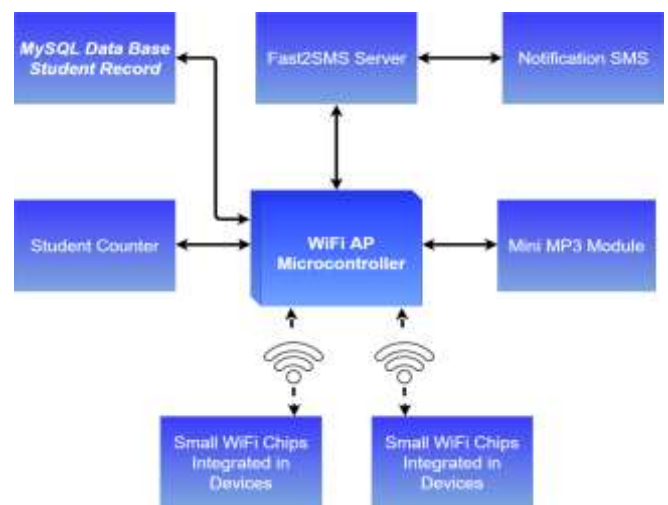 MySQL Data Base
Student Record
Fast2SMS Server
Notification SMS
Student Counter
WiFi AP
Microcontroller
Mini MP3 Module
Small WiFi Chips
Integrated in
Devices
Small WiFi Chips
Integrated in
Devices